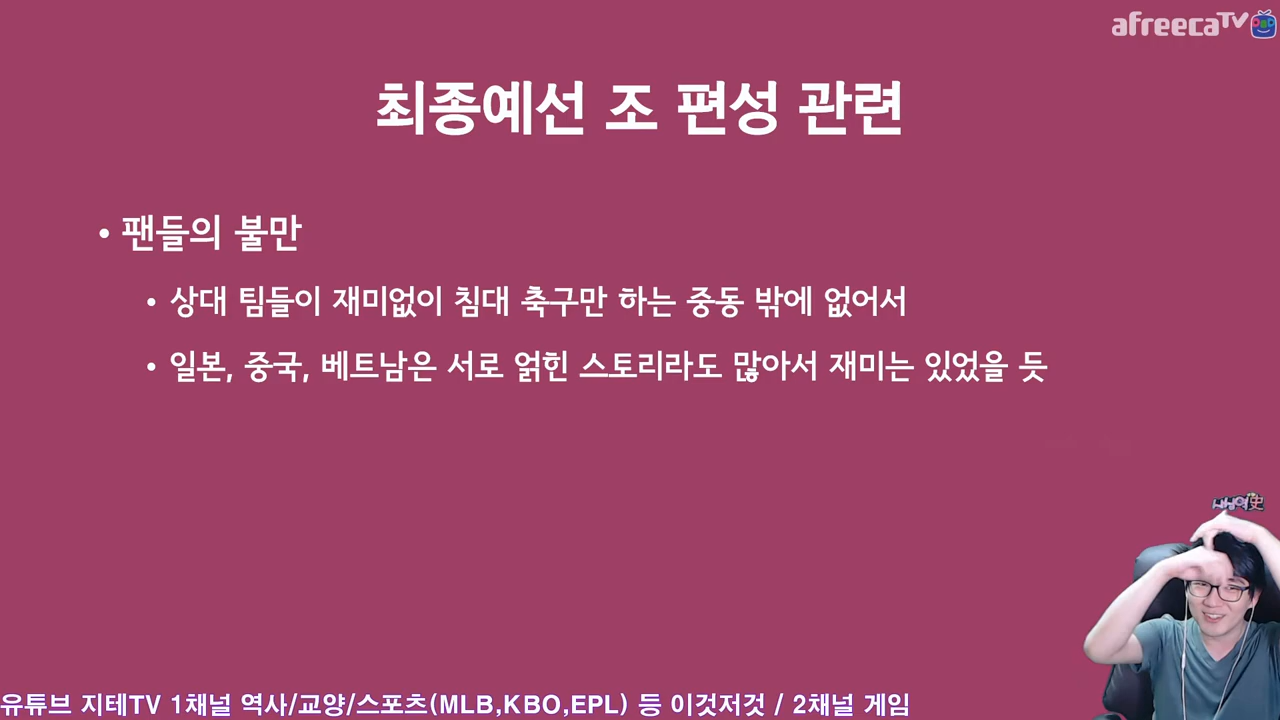 afreecaTV
최종예선 조 편성 관련
• 팬들의 불만
• 상대 팀들이 재미없이 침대 축구만 하는 중동 밖에 없어서
• 일본, 중국, 베트남은 서로 얽힌 스토리라도 많아서 재미는 있었을 듯
유튜브 지테TV 1채널 역사/교양/스포츠(MLB,KBO,EPL) 등 이것저것 / 2채널 게임